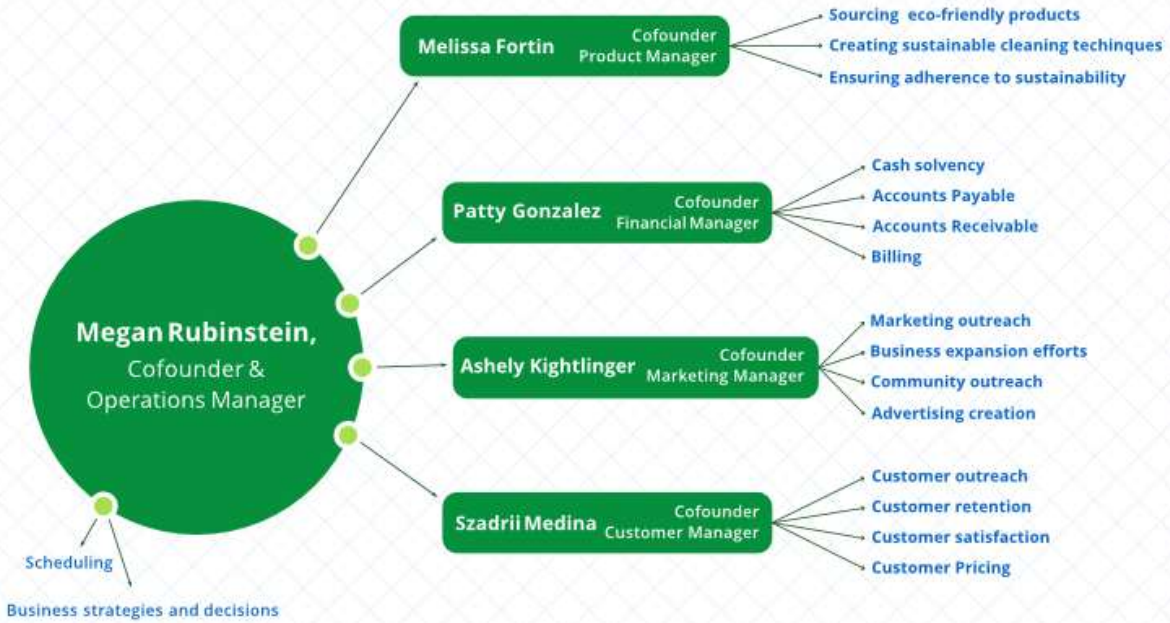 Megan Rubinstein,
Cofounder &
Operations Manager
Scheduling
Business strategies and decisions
Melissa Fortin
Cofounder
Product Manager
Sourcing eco-friendly products
Creating sustainable cleaning techinques
Ensuring adherence to sustainability
Patty Gonzalez
Cofounder
Financial Manager
Cash solvency
Accounts Payable
Accounts Receivable
Billing
Ashely Kightlinger
Cofounder
Marketing Manager
Marketing outreach
Business expansion efforts
Community outreach
Advertising creation
Szadrii Medina
Cofounder
Customer Manager
Customer outreach
Customer retention
Customer satisfaction
Customer Pricing